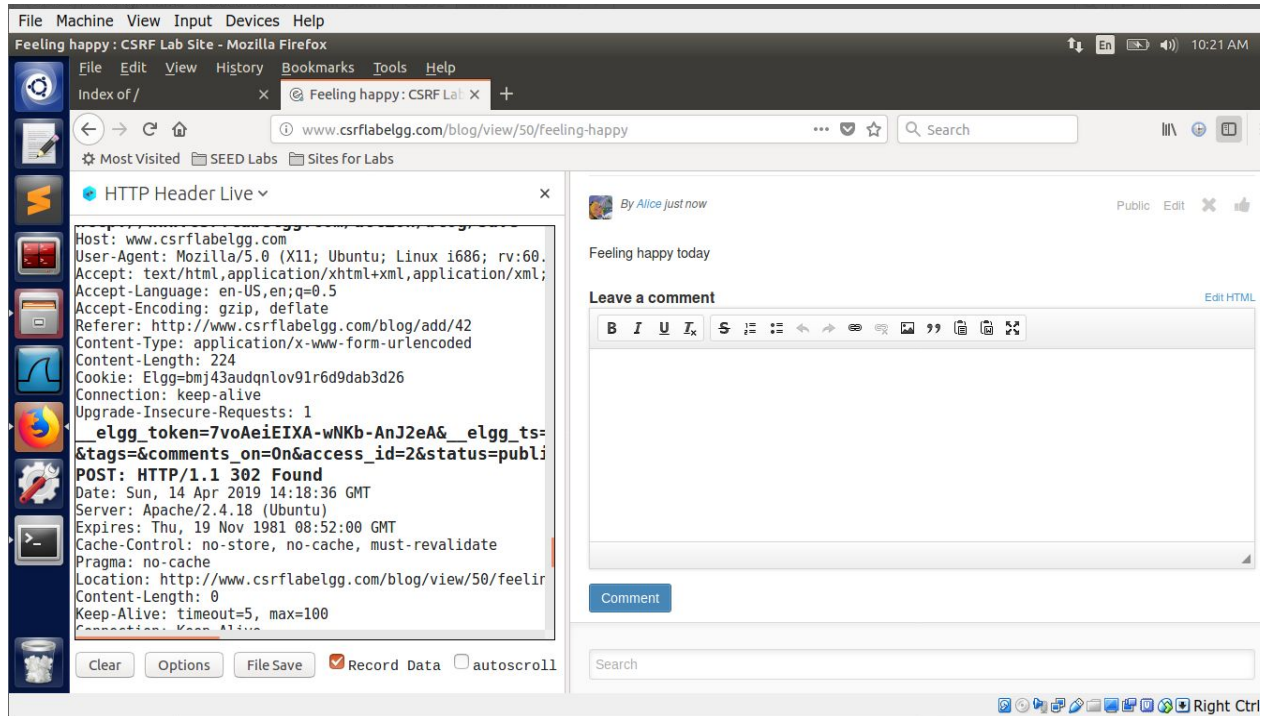 File Machine View Input Devices Help
Feeling happy : CSRF Lab Site - Mozilla Firefox En 10:21 AM
File Edit View History Bookmarks Tools Help
Index of / × Feeling happy : CSRF Lab × +
www.csrflabelgg.com/blog/view/50/feeling-happy Search
Most Visited SEED Labs Sites for Labs
HTTP Header Live ×
Host: www.csrflabelgg.com
User-Agent: Mozilla/5.0 (X11; Ubuntu; Linux i686; rv:60.
Accept: text/html,application/xhtml+xml,application/xml;
Accept-Language: en-US,en;q=0.5
Accept-Encoding: gzip, deflate
Referer: http://www.csrflabelgg.com/blog/add/42
Content-Type: application/x-www-form-urlencoded
Content-Length: 224
Cookie: Elgg=bmj43audqnlov91r6d9dab3d26
Connection: keep-alive
Upgrade-Insecure-Requests: 1
__elgg_token=7voAeiEIXA-wNKb-AnJ2eA&__elgg_ts=
&tags=&comments_on=On&access_id=2&status=publi
POST: HTTP/1.1 302 Found
Date: Sun, 14 Apr 2019 14:18:36 GMT
Server: Apache/2.4.18 (Ubuntu)
Expires: Thu, 19 Nov 1981 08:52:00 GMT
Cache-Control: no-store, no-cache, must-revalidate
Pragma: no-cache
Location: http://www.csrflabelgg.com/blog/view/50/feelin
Content-Length: 0
Keep-Alive: timeout=5, max=100
Connection: Keep-Alive
Clear Options File Save Record Data autoscroll
By Alice just now Public Edit
Feeling happy today
Leave a comment Edit HTML
B I U Ix S
Comment
Search
Right Ctrl